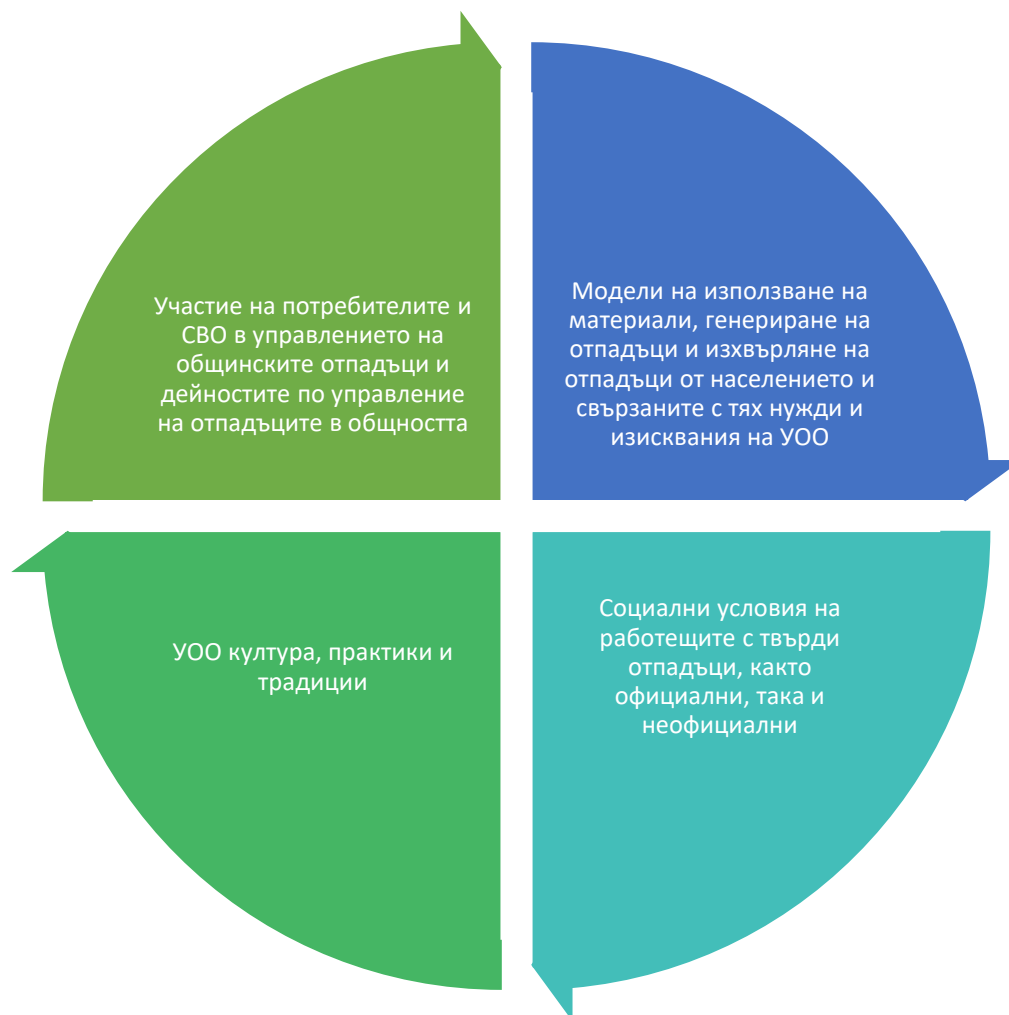 Участие на потребителите и
СВО в управлението на
общинските отпадъци и
дейностите по управление
на отпадъците в общността
Модели на използване на
материали, генериране на
отпадъци и изхвърляне на
отпадъци от населението и
свързаните с тях нужди и
изисквания на УОО
УОО култура, практики и
традиции
Социални условия на
работещите с твърди
отпадъци, както
официални, така и
неофициални